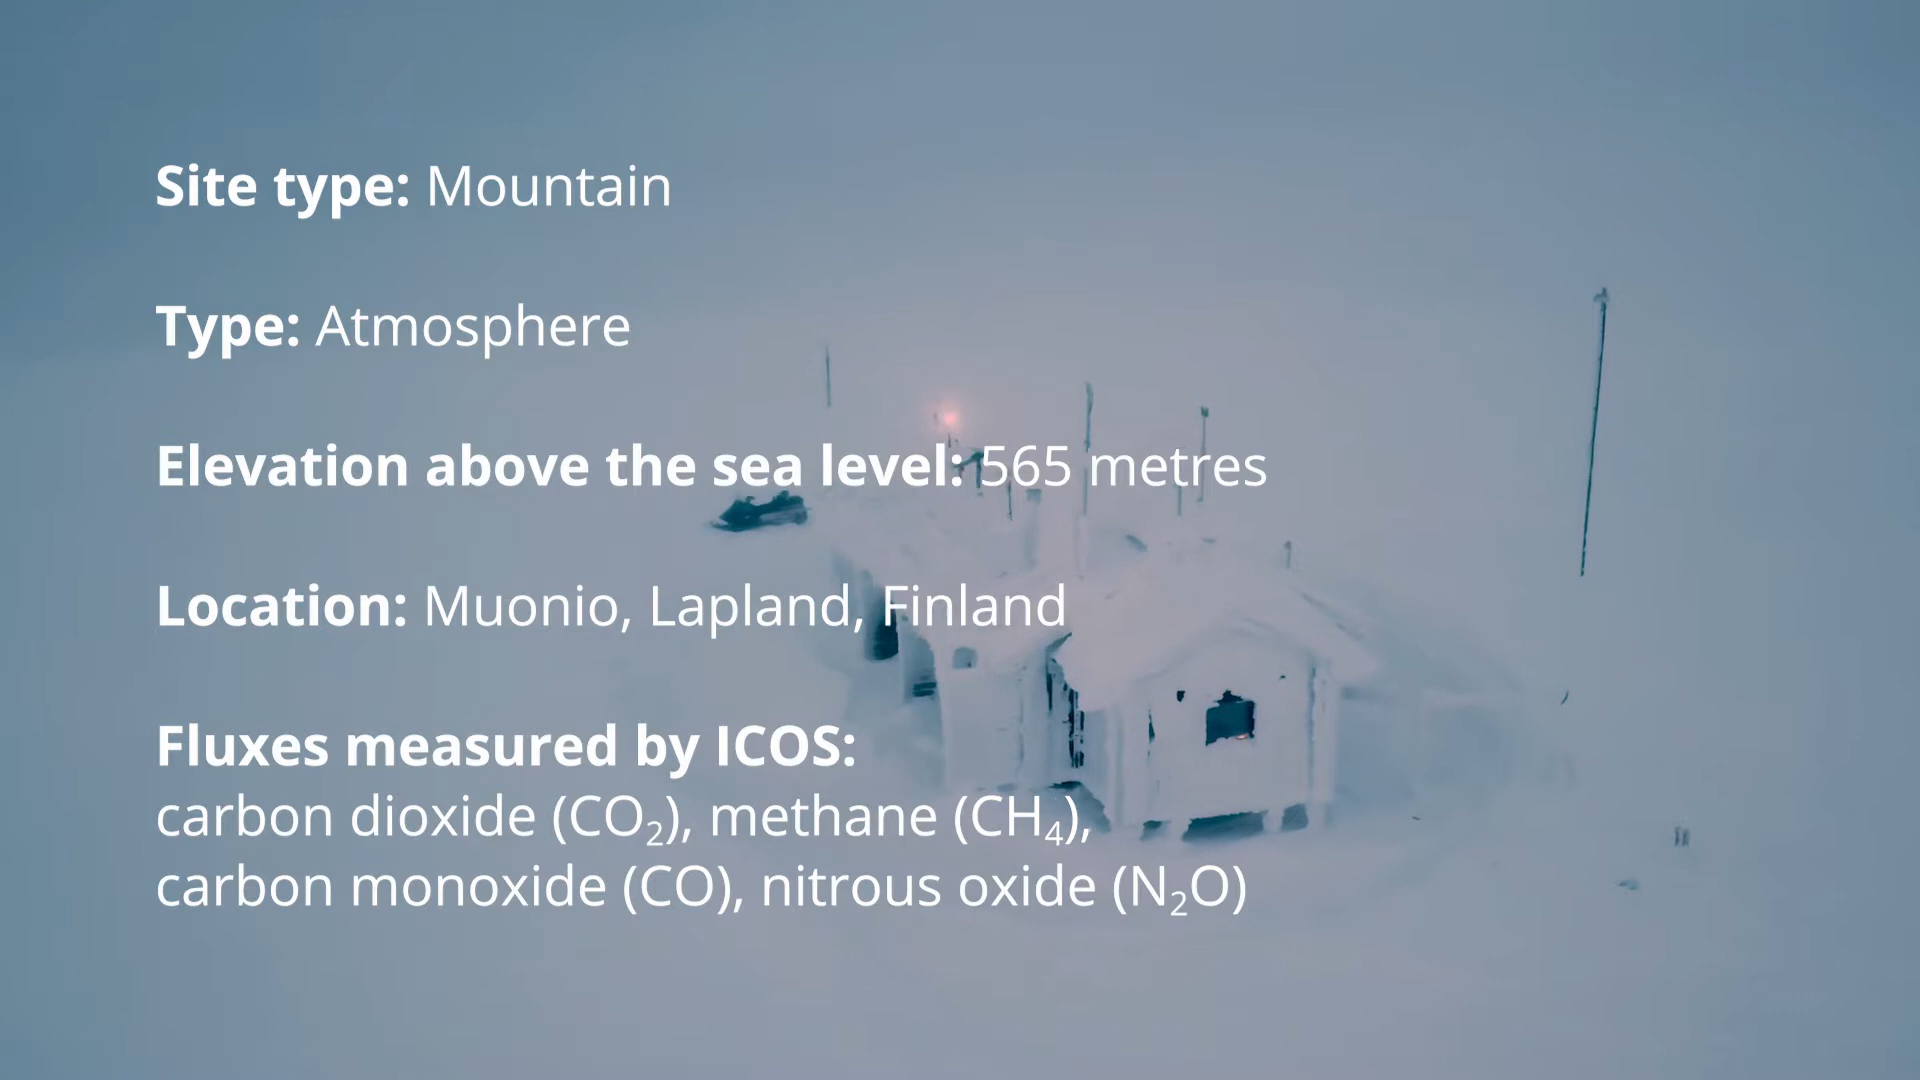 Site type: Mountain
Type: Atmosphere
Elevation above the sea level: 565 metres
Location: Muonio, Lapland, Finland
Fluxes measured by ICOS:
carbon dioxide (CO₂), methane (CH₄),
carbon monoxide (CO), nitrous oxide (N₂O)